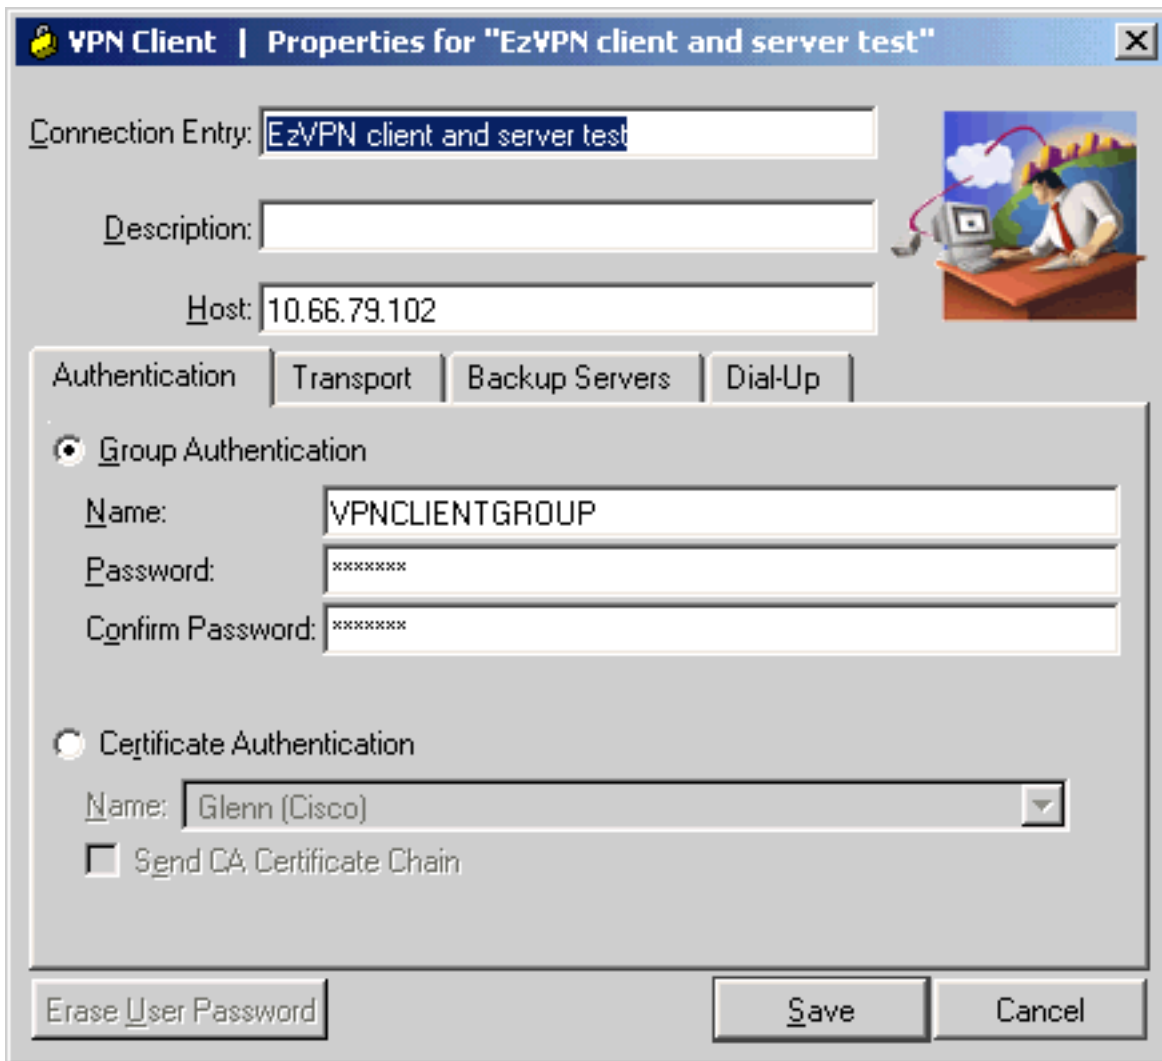 VPN Client | Properties for "EzVPN client and server test"
Connection Entry: EzVPN client and server test
Description:
Host: 10.66.79.102
Authentication Transport Backup Servers Dial-Up
Group Authentication
Name: VPNCLIENTGROUP
Password: *******
Confirm Password: *******
Certificate Authentication
Name: Glenn (Cisco)
Send CA Certificate Chain
Erase User Password Save Cancel